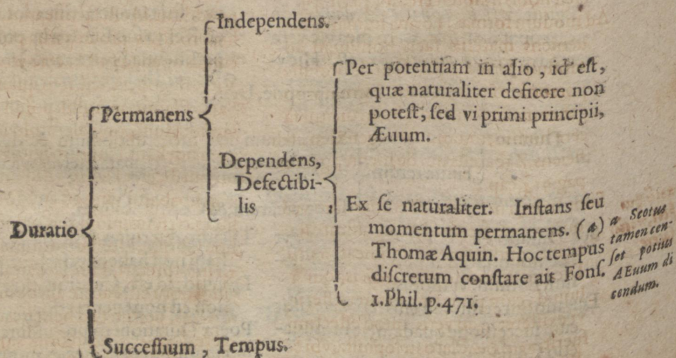 Independens.
Per potentiam in alio, id est,
quæ naturaliter deficere non
potest, sed vi primi principii,
Æuum.
Permanens
Dependens,
Defectibi-
lis
Ex se naturaliter. Instans seu
momentum permanens. (a)
Thomæ Aquin. Hoc tempus
discretum constare ait Fons.
1. Phil. p. 471.
a Scotus
tamen cen-
set potius
AEuum di
cendum.
Duratio
Successiuum, Tempus.